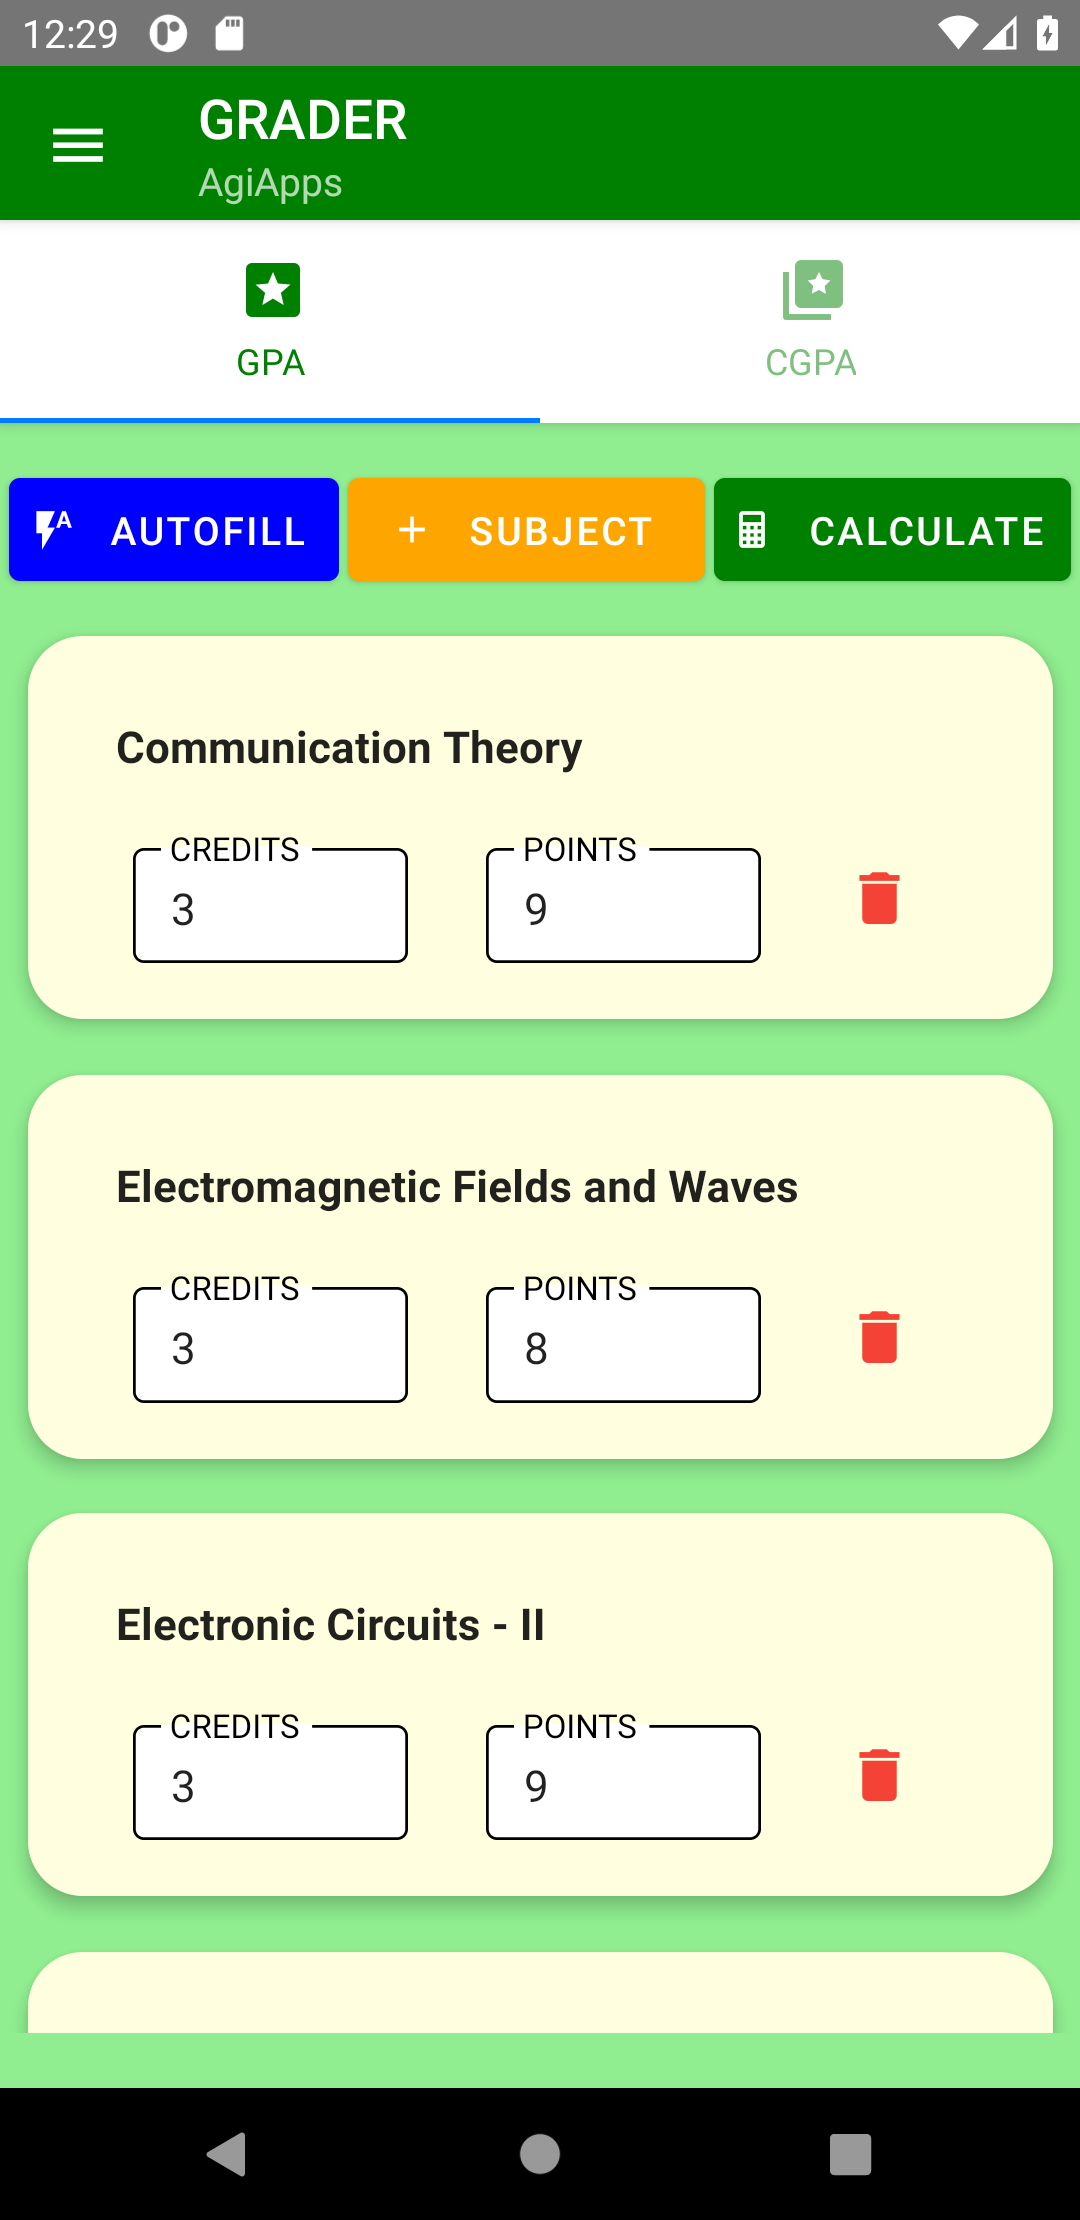 12:29
GRADER
AgiApps
GPA
CGPA
AUTOFILL
SUBJECT
CALCULATE
Communication Theory
CREDITS
POINTS
3
9
Electromagnetic Fields and Waves
CREDITS
POINTS
3
8
Electronic Circuits - II
CREDITS
POINTS
3
9